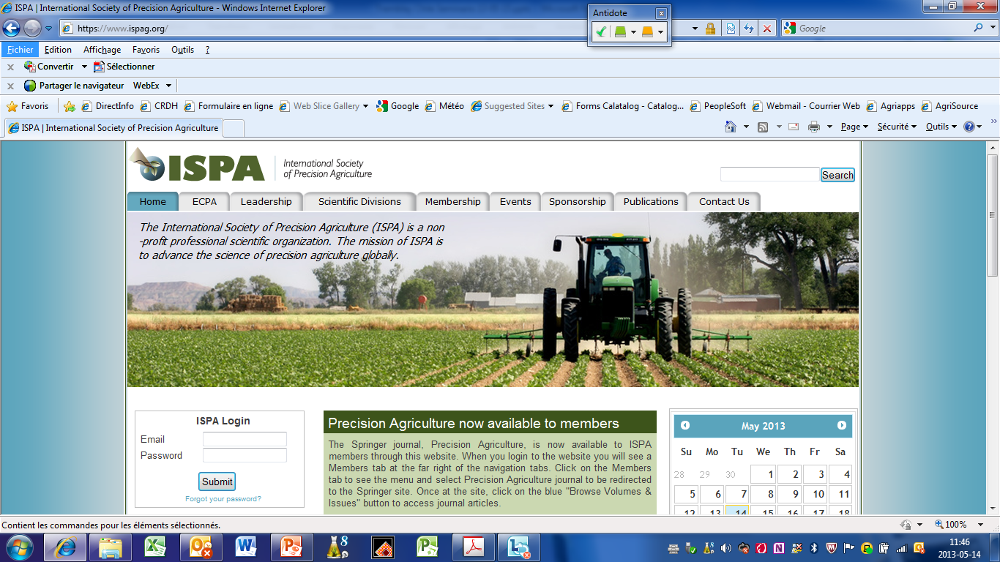 ISPA | International Society of Precision Agriculture - Windows Internet Explorer
Antidote
https://www.ispag.org/
Google
Fichier Edition Affichage Favoris Outils ?
x Convertir Sélectionner
x Partager le navigateur WebEx
Favoris DirectInfo CRDH Formulaire en ligne Web Slice Gallery Google Météo Suggested Sites Forms Calatalog - Catalog... PeopleSoft Webmail - Courrier Web Agriapps AgriSource
ISPA | International Society of Precision Agriculture
Page Sécurité Outils
ISPA
International Society
of Precision Agriculture
Search
Home ECPA Leadership Scientific Divisions Membership Events Sponsorship Publications Contact Us
The International Society of Precision Agriculture (ISPA) is a non
-profit professional scientific organization. The mission of ISPA is
to advance the science of precision agriculture globally.
ISPA Login
Email
Password
Submit
Forgot your password?
Precision Agriculture now available to members
The Springer journal, Precision Agriculture, is now available to ISPA
members through this website. When you login to the website you will see a
Members tab at the far right of the navigation tabs. Click on the Members
tab to see the menu and select Precision Agriculture journal to be redirected
to the Springer site. Once at the site, click on the blue "Browse Volumes &
Issues" button to access journal articles.
May 2013
Su Mo Tu We Th Fr Sa
28 29 30 1 2 3 4
5 6 7 8 9 10 11
12 13 14 15 16 17 18
Contient les commandes pour les éléments sélectionnés.
100%
11:46
2013-05-14